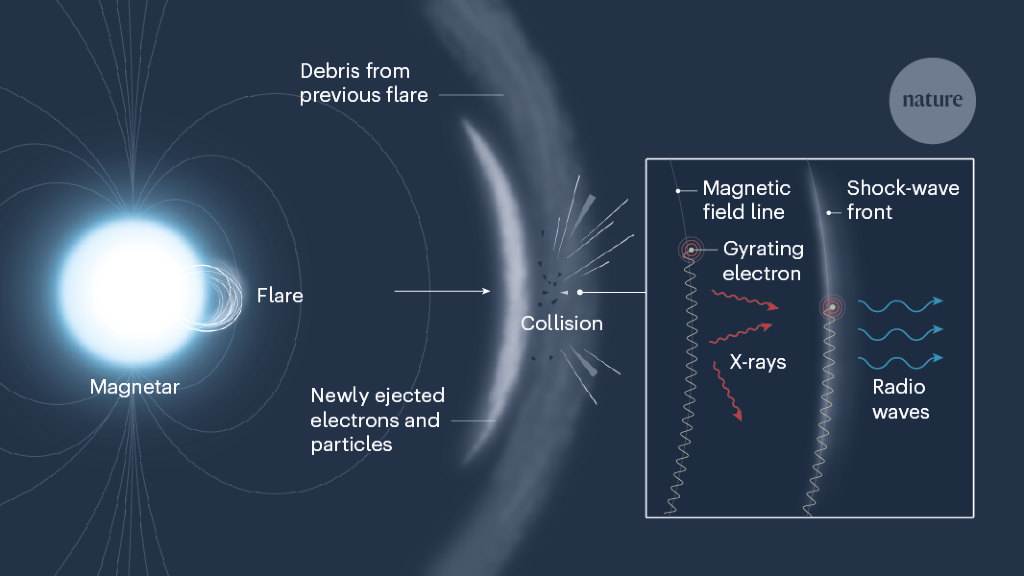 Debris from
previous flare
nature
Flare
Magnetar
Collision
Newly ejected
electrons and
particles
Magnetic
field line
Shock-wave
front
Gyrating
electron
X-rays
Radio
waves